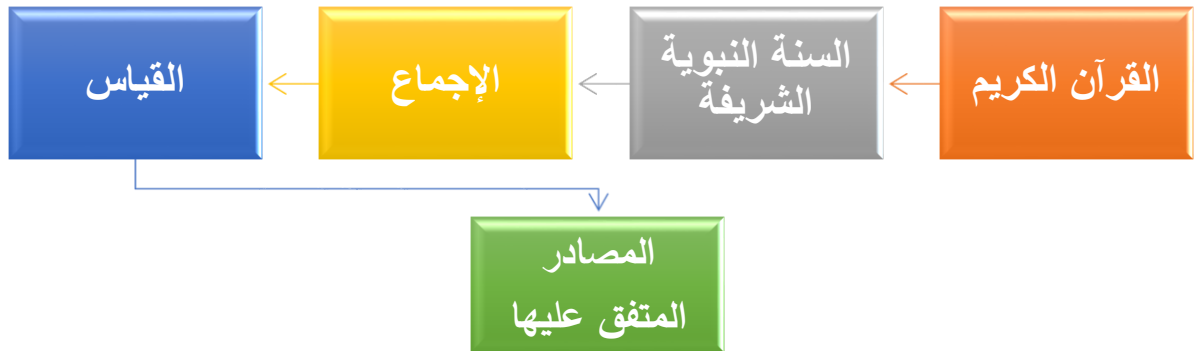 القرآن الكريم
السنة النبوية
الشريفة
الإجماع
القياس
المصادر
المتفق عليها